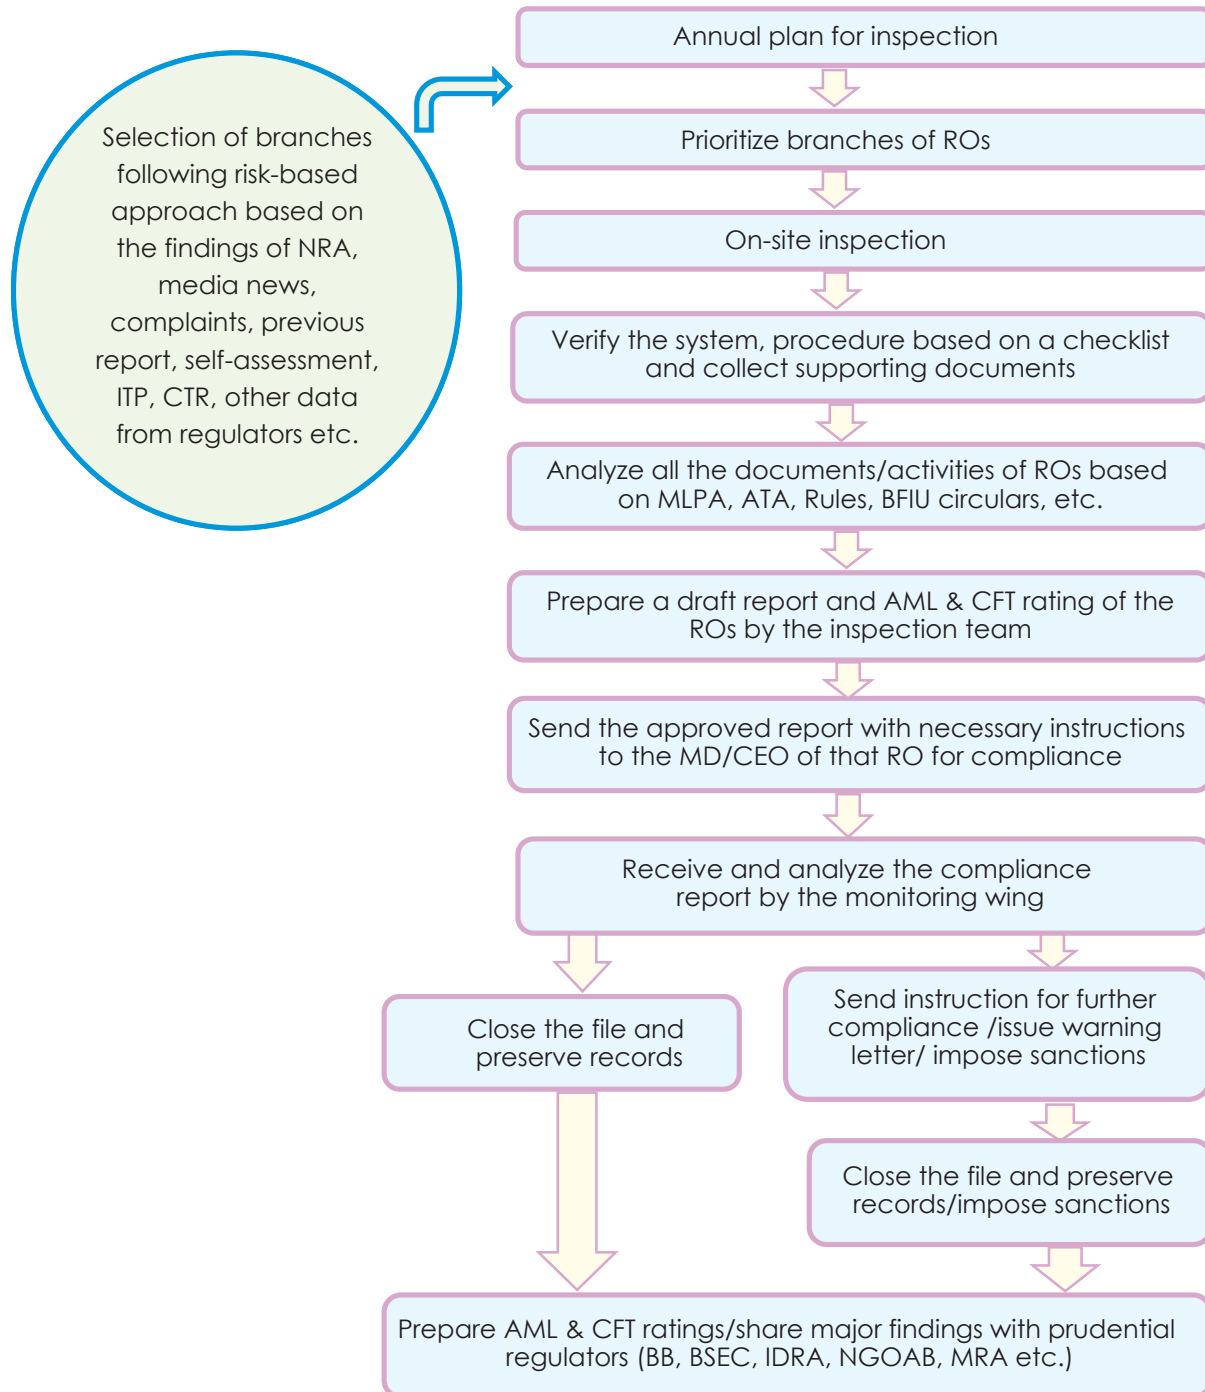 Annual plan for inspection
Selection of branches
following risk-based
approach based on
the findings of NRA,
media news,
complaints, previous
report, self-assessment,
ITP, CTR, other data
from regulators etc.
Prioritize branches of ROs
On-site inspection
Verify the system, procedure based on a checklist
and collect supporting documents
Analyze all the documents/activities of ROs based
on MLPA, ATA, Rules, BFIU circulars, etc.
Prepare a draft report and AML & CFT rating of the
ROs by the inspection team
Send the approved report with necessary instructions
to the MD/CEO of that RO for compliance
Receive and analyze the compliance
report by the monitoring wing
Close the file and
preserve records
Send instruction for further
compliance /issue warning
letter/ impose sanctions
Close the file and preserve
records/impose sanctions
Prepare AML & CFT ratings/share major findings with prudential
regulators (BB, BSEC, IDRA, NGOAB, MRA etc.)